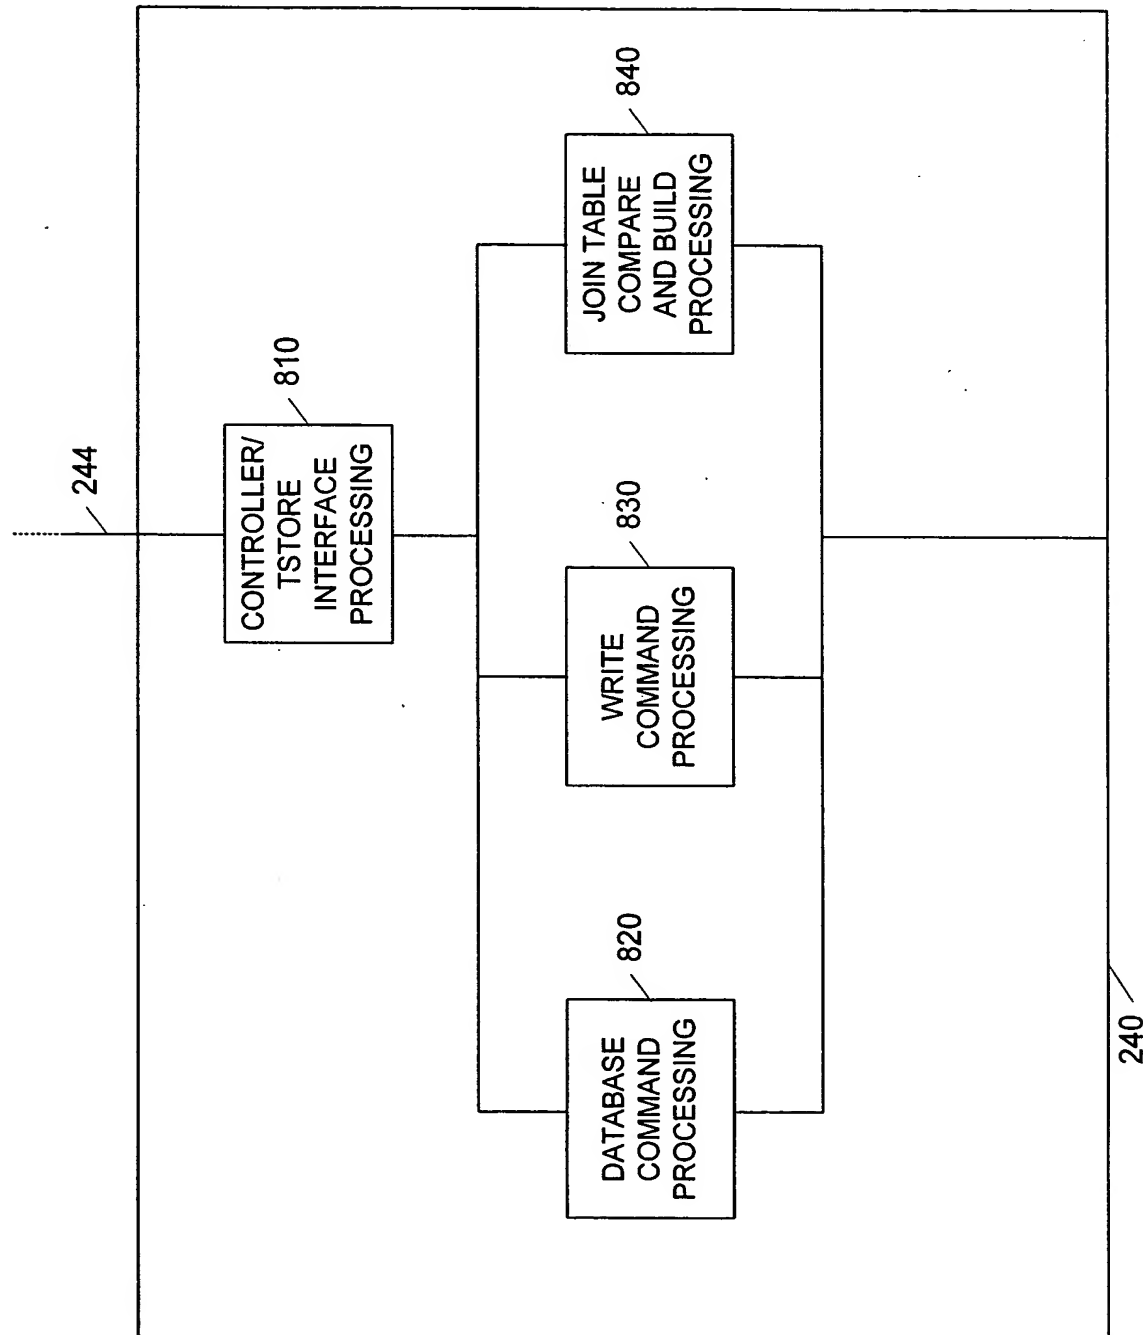 244
CONTROLLER/
TSTORE
INTERFACE
PROCESSING
810
DATABASE
COMMAND
PROCESSING
820
WRITE
COMMAND
PROCESSING
830
JOIN TABLE
COMPARE
AND BUILD
PROCESSING
840
240